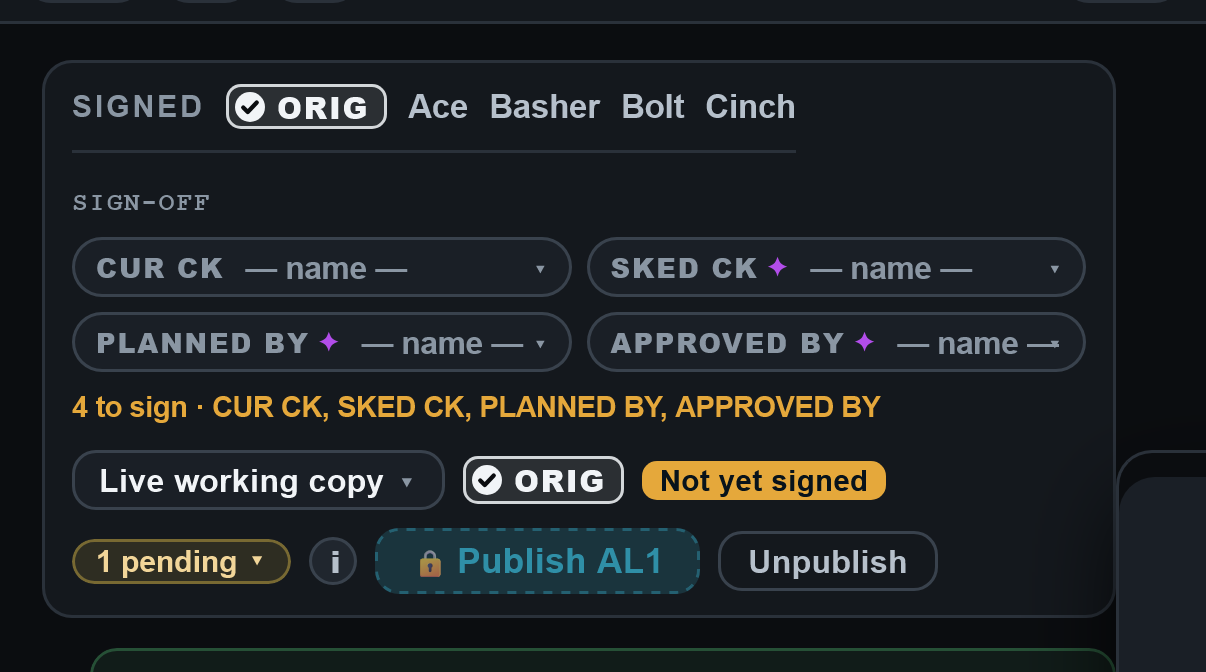 SIGNED ORIG Ace Basher Bolt Cinch
SIGN-OFF
CUR CK — name — SKED CK — name —
PLANNED BY — name — APPROVED BY — name —
4 to sign · CUR CK, SKED CK, PLANNED BY, APPROVED BY
Live working copy ORIG Not yet signed
1 pending i Publish AL1 Unpublish